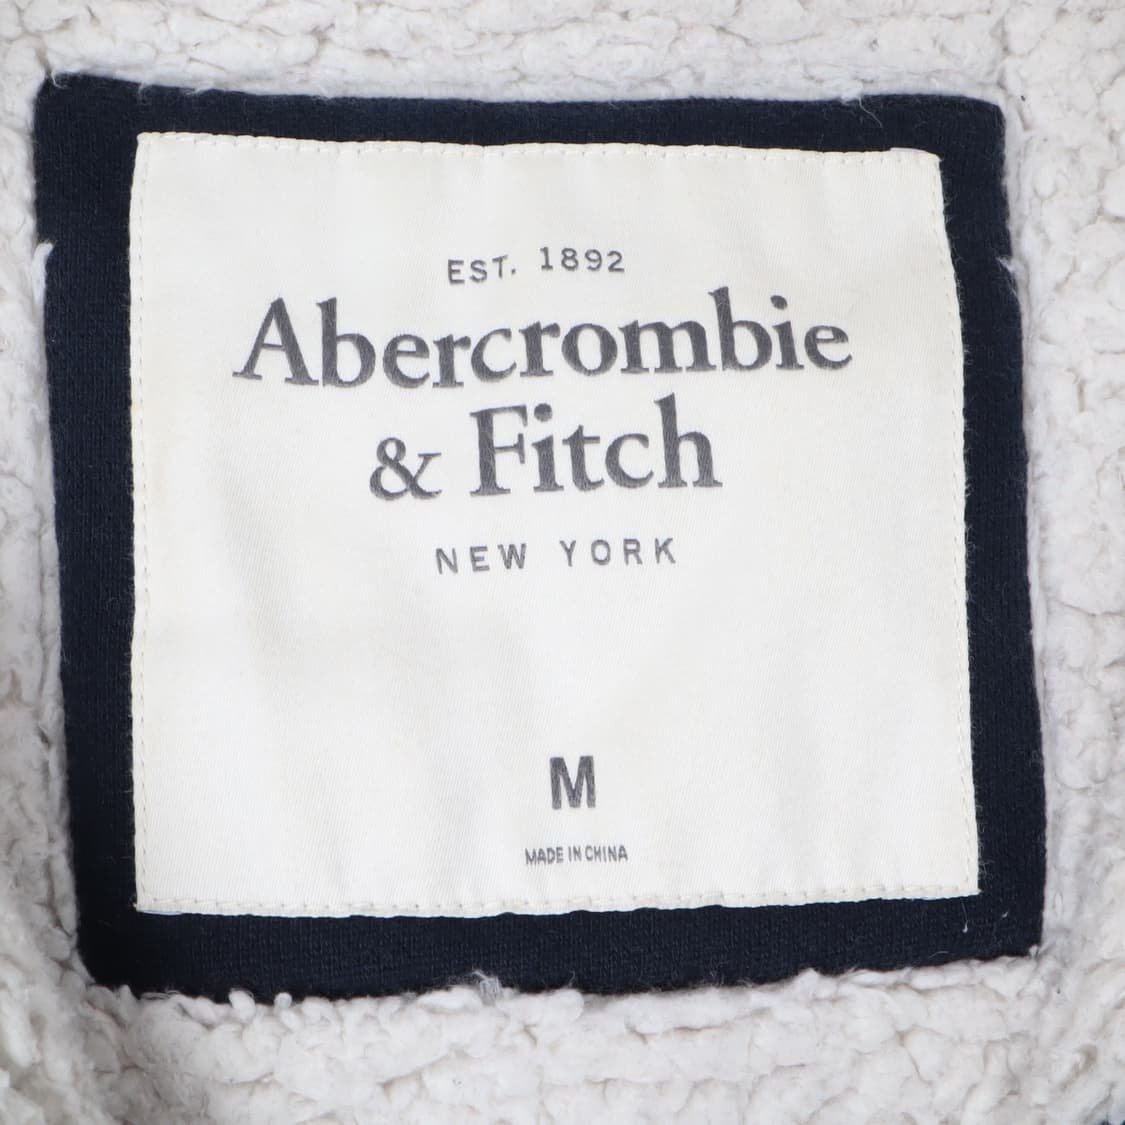 EST. 1892
Abercrombie
& Fitch
NEW YORK
M
MADE IN CHINA